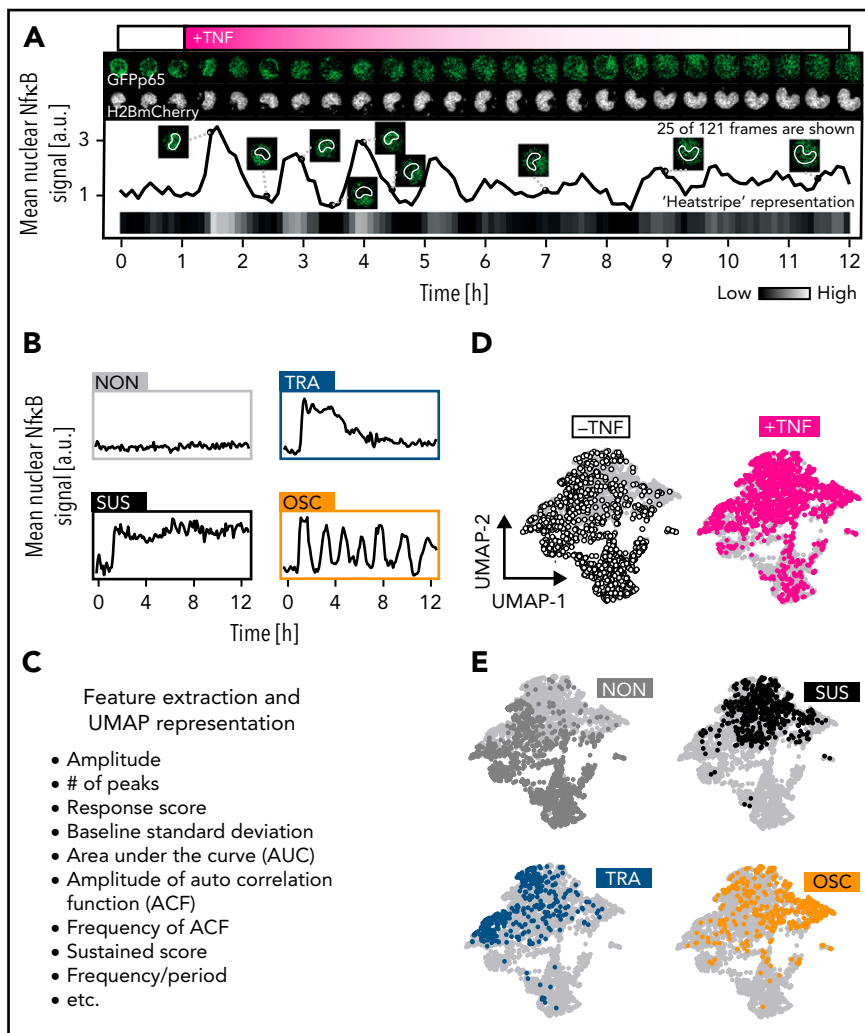 A
+TNF
GFPp65
H2BmCherry
Mean nuclear NfκB
signal [a.u.]
3
1
25 of 121 frames are shown
'Heatstripe' representation
0 1 2 3 4 5 6 7 8 9 10 11 12
Time [h]
Low High
B
NON
TRA
SUS
OSC
Mean nuclear NfκB
signal [a.u.]
0 4 8 12 0 4 8 12
Time [h]
C
Feature extraction and
UMAP representation
• Amplitude
• # of peaks
• Response score
• Baseline standard deviation
• Area under the curve (AUC)
• Amplitude of auto correlation
function (ACF)
• Frequency of ACF
• Sustained score
• Frequency/period
• etc.
D
–TNF
+TNF
UMAP-2
UMAP-1
E
NON
SUS
TRA
OSC